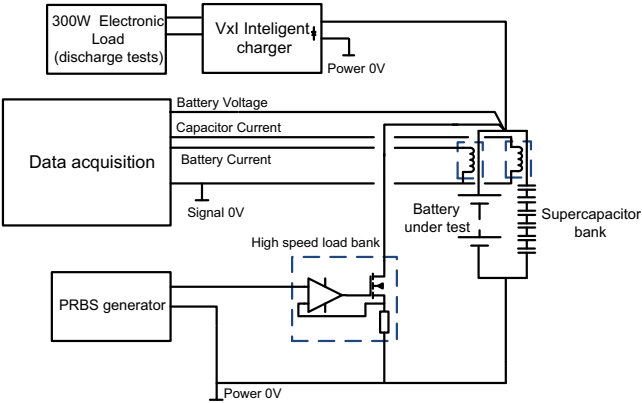 300W Electronic
Load
(discharge tests)
VxI Inteligent
charger
Power 0V
Battery Voltage
Capacitor Current
Data acquisition
Battery Current
Signal 0V
Battery
under test
Supercapacitor
bank
High speed load bank
PRBS generator
Power 0V